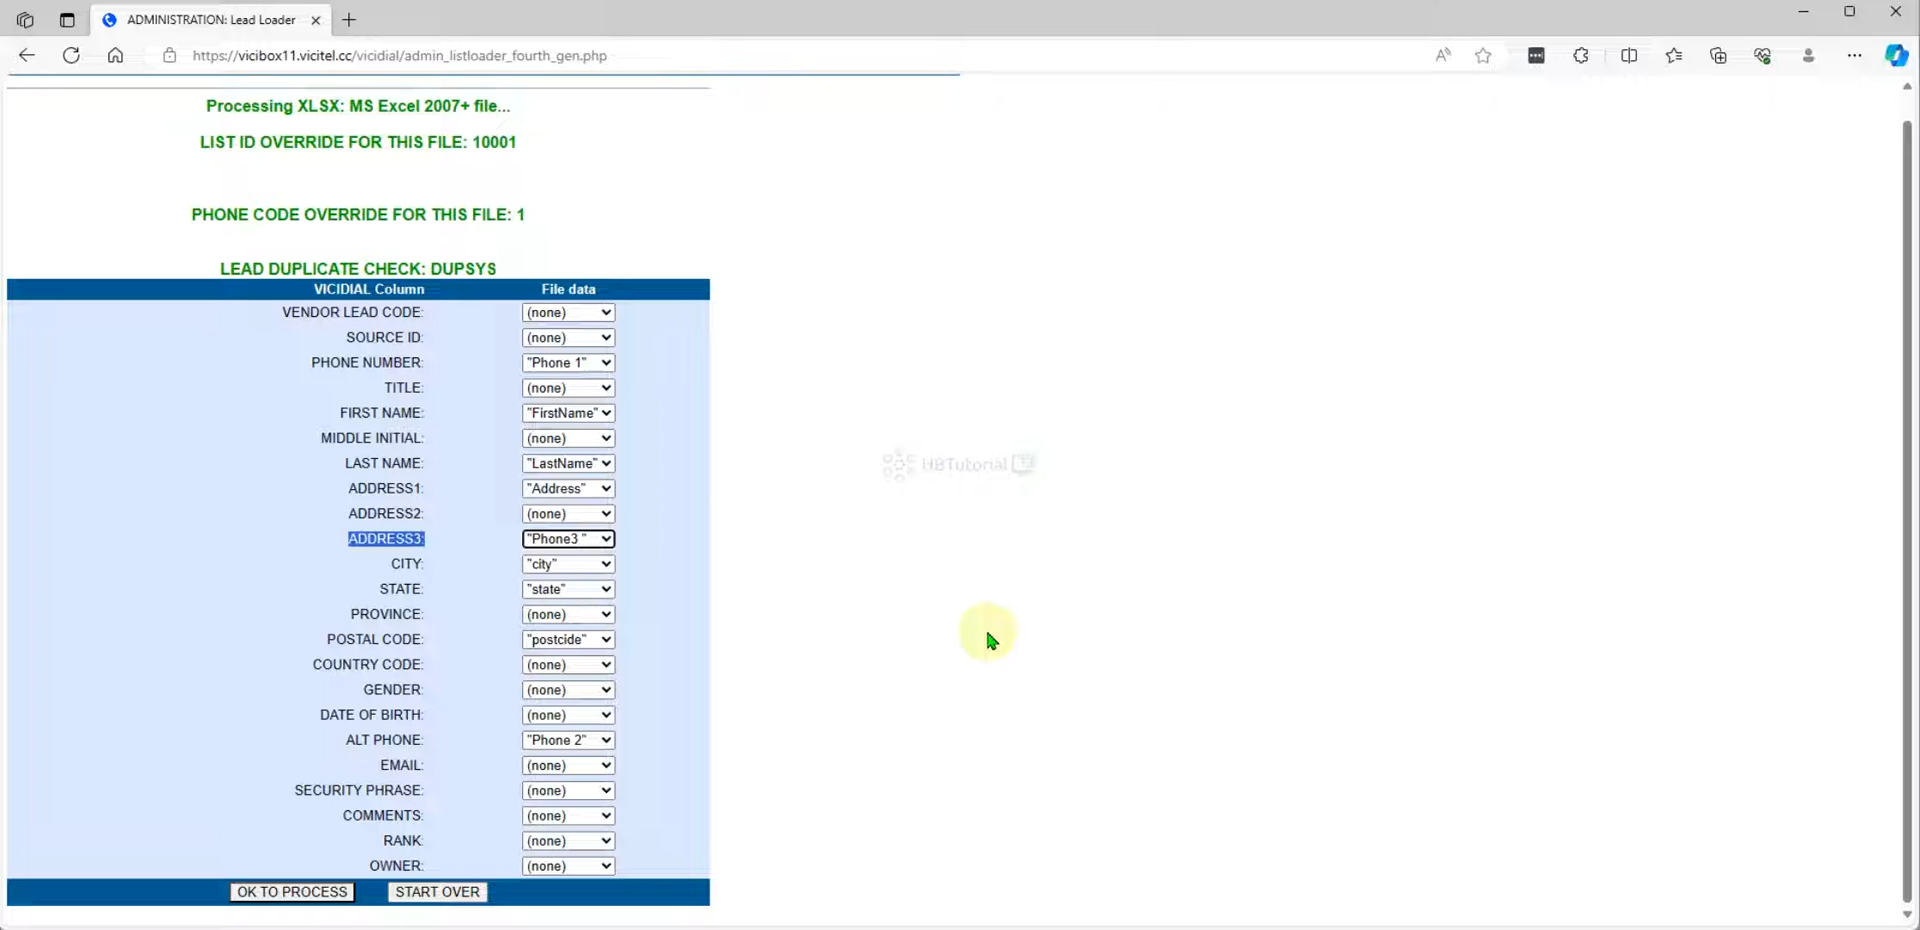 ADMINISTRATION: Lead Loader
https://vicibox11.vicitel.cc/vicidial/admin_listloader_fourth_gen.php
Processing XLSX: MS Excel 2007+ file...
LIST ID OVERRIDE FOR THIS FILE: 10001
PHONE CODE OVERRIDE FOR THIS FILE: 1
LEAD DUPLICATE CHECK: DUPSYS
VICIDIAL Column File data
VENDOR LEAD CODE: (none)
SOURCE ID: (none)
PHONE NUMBER: "Phone 1"
TITLE: (none)
FIRST NAME: "FirstName"
MIDDLE INITIAL: (none)
LAST NAME: "LastName"
ADDRESS1: "Address"
ADDRESS2: (none)
ADDRESS3: "Phone3 "
CITY: "city"
STATE: "state"
PROVINCE: (none)
POSTAL CODE: "postcide"
COUNTRY CODE: (none)
GENDER: (none)
DATE OF BIRTH: (none)
ALT PHONE: "Phone 2"
EMAIL: (none)
SECURITY PHRASE: (none)
COMMENTS: (none)
RANK: (none)
OWNER: (none)
OK TO PROCESS START OVER
HBTutorial